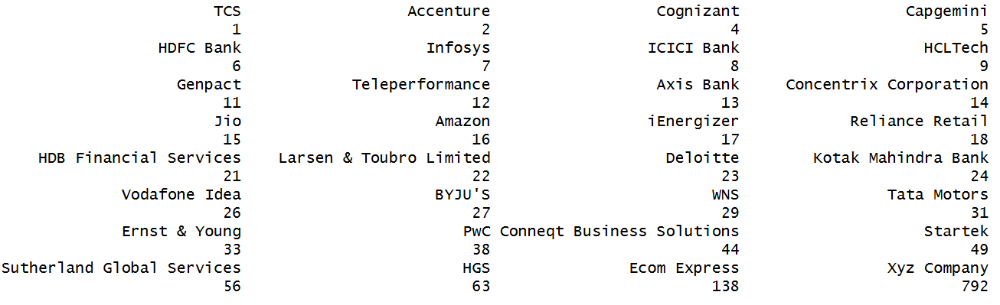 TCS Accenture Cognizant Capgemini
1 2 4 5
HDFC Bank Infosys ICICI Bank HCLTech
6 7 8 9
Genpact Teleperformance Axis Bank Concentrix Corporation
11 12 13 14
Jio Amazon iEnergizer Reliance Retail
15 16 17 18
HDB Financial Services Larsen & Toubro Limited Deloitte Kotak Mahindra Bank
21 22 23 24
Vodafone Idea BYJU'S WNS Tata Motors
26 27 29 31
Ernst & Young PwC Conneqt Business Solutions Startek
33 38 44 49
Sutherland Global Services HGS Ecom Express Xyz Company
56 63 138 792